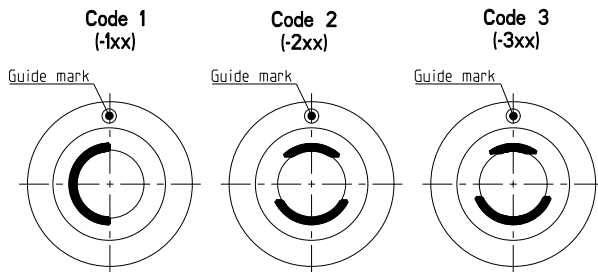 Code 1
(-1xx)
Guide mark
Code 2
(-2xx)
Guide mark
Code 3
(-3xx)
Guide mark